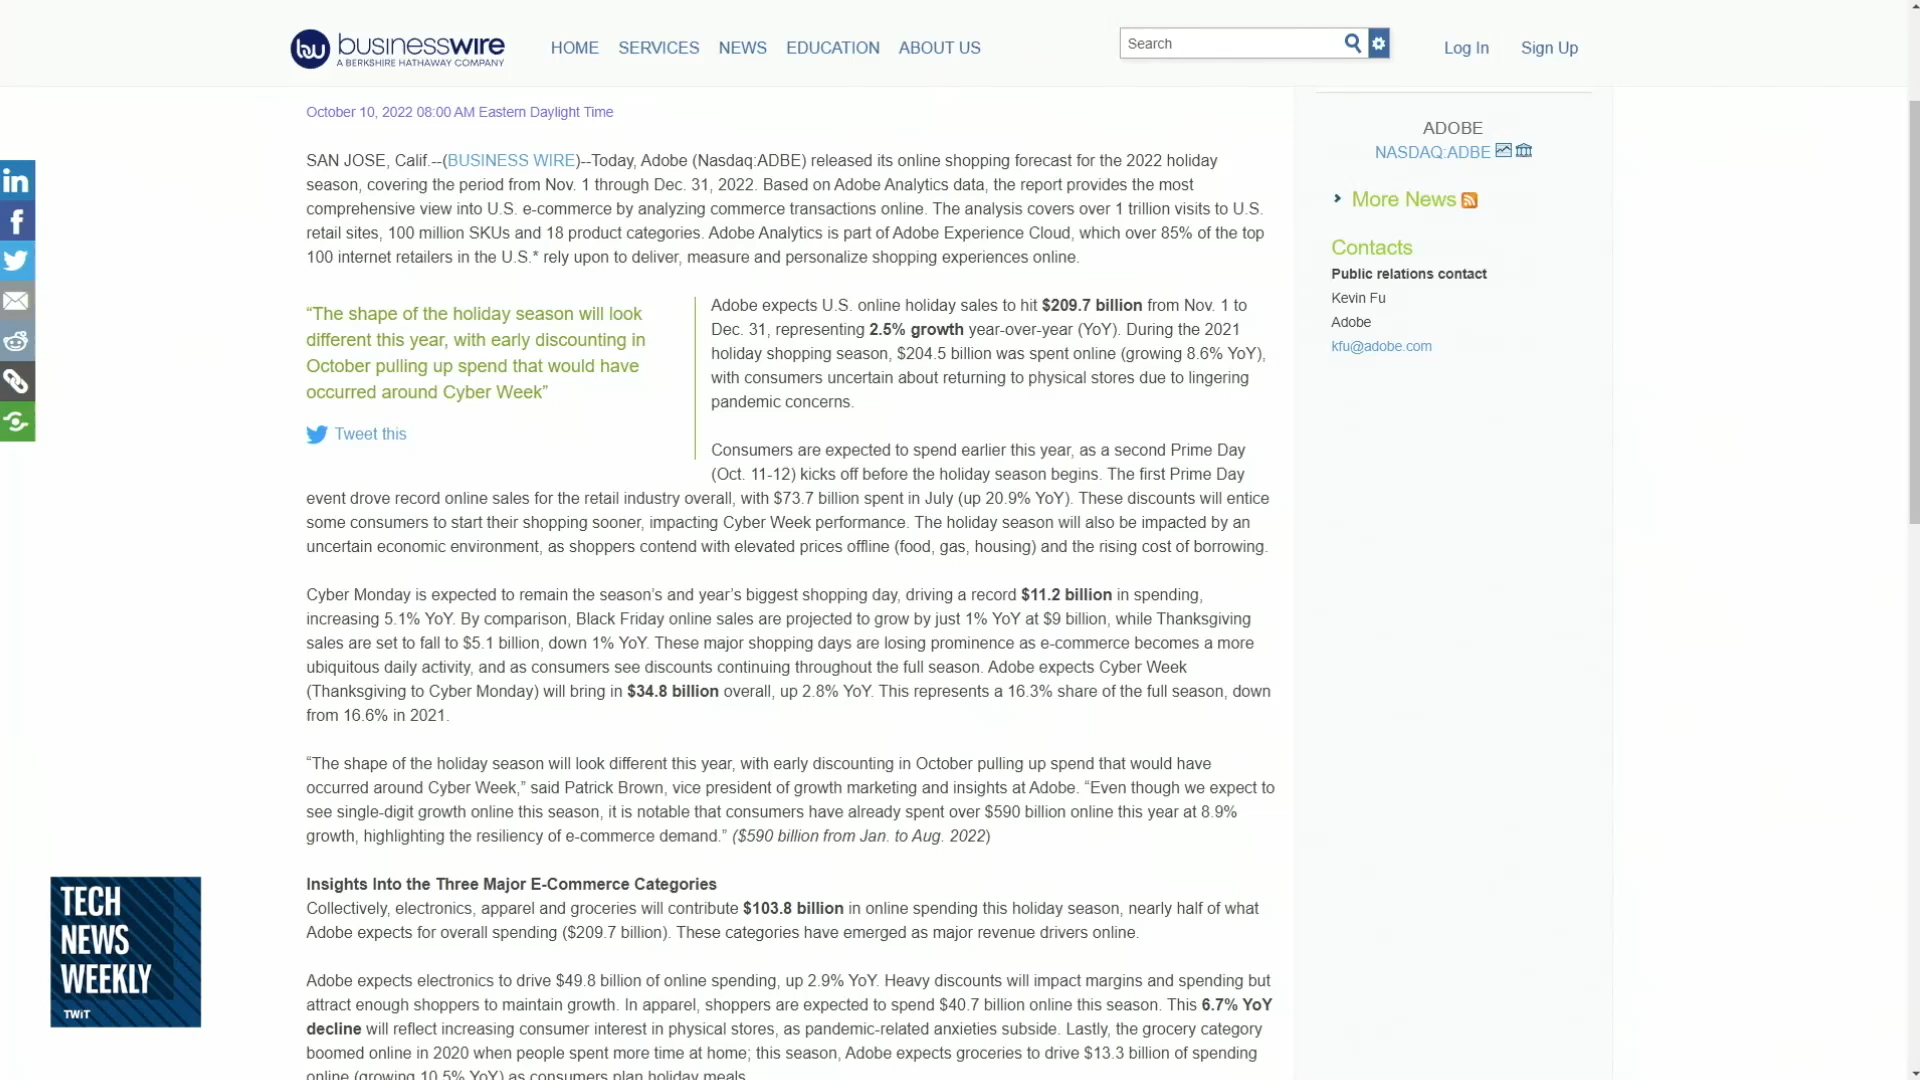 businesswire
A BERKSHIRE HATHAWAY COMPANY
HOME SERVICES NEWS EDUCATION ABOUT US
Search
Log In Sign Up
October 10, 2022 08:00 AM Eastern Daylight Time
SAN JOSE, Calif.--(BUSINESS WIRE)--Today, Adobe (Nasdaq:ADBE) released its online shopping forecast for the 2022 holiday
season, covering the period from Nov. 1 through Dec. 31, 2022. Based on Adobe Analytics data, the report provides the most
comprehensive view into U.S. e-commerce by analyzing commerce transactions online. The analysis covers over 1 trillion visits to U.S.
retail sites, 100 million SKUs and 18 product categories. Adobe Analytics is part of Adobe Experience Cloud, which over 85% of the top
100 internet retailers in the U.S.* rely upon to deliver, measure and personalize shopping experiences online.
“The shape of the holiday season will look
different this year, with early discounting in
October pulling up spend that would have
occurred around Cyber Week”
Tweet this
Adobe expects U.S. online holiday sales to hit $209.7 billion from Nov. 1 to
Dec. 31, representing 2.5% growth year-over-year (YoY). During the 2021
holiday shopping season, $204.5 billion was spent online (growing 8.6% YoY),
with consumers uncertain about returning to physical stores due to lingering
pandemic concerns.
Consumers are expected to spend earlier this year, as a second Prime Day
(Oct. 11-12) kicks off before the holiday season begins. The first Prime Day
event drove record online sales for the retail industry overall, with $73.7 billion spent in July (up 20.9% YoY). These discounts will entice
some consumers to start their shopping sooner, impacting Cyber Week performance. The holiday season will also be impacted by an
uncertain economic environment, as shoppers contend with elevated prices offline (food, gas, housing) and the rising cost of borrowing.
Cyber Monday is expected to remain the season’s and year’s biggest shopping day, driving a record $11.2 billion in spending,
increasing 5.1% YoY. By comparison, Black Friday online sales are projected to grow by just 1% YoY at $9 billion, while Thanksgiving
sales are set to fall to $5.1 billion, down 1% YoY. These major shopping days are losing prominence as e-commerce becomes a more
ubiquitous daily activity, and as consumers see discounts continuing throughout the full season. Adobe expects Cyber Week
(Thanksgiving to Cyber Monday) will bring in $34.8 billion overall, up 2.8% YoY. This represents a 16.3% share of the full season, down
from 16.6% in 2021.
“The shape of the holiday season will look different this year, with early discounting in October pulling up spend that would have
occurred around Cyber Week,” said Patrick Brown, vice president of growth marketing and insights at Adobe. “Even though we expect to
see single-digit growth online this season, it is notable that consumers have already spent over $590 billion online this year at 8.9%
growth, highlighting the resiliency of e-commerce demand.” ($590 billion from Jan. to Aug. 2022)
Insights Into the Three Major E-Commerce Categories
Collectively, electronics, apparel and groceries will contribute $103.8 billion in online spending this holiday season, nearly half of what
Adobe expects for overall spending ($209.7 billion). These categories have emerged as major revenue drivers online.
Adobe expects electronics to drive $49.8 billion of online spending, up 2.9% YoY. Heavy discounts will impact margins and spending but
attract enough shoppers to maintain growth. In apparel, shoppers are expected to spend $40.7 billion online this season. This 6.7% YoY
decline will reflect increasing consumer interest in physical stores, as pandemic-related anxieties subside. Lastly, the grocery category
boomed online in 2020 when people spent more time at home; this season, Adobe expects groceries to drive $13.3 billion of spending
online (growing 10.5% YoY) as consumers plan holiday meals.
ADOBE
NASDAQ:ADBE
More News
Contacts
Public relations contact
Kevin Fu
Adobe
kfu@adobe.com
TECH
NEWS
WEEKLY
TWiT